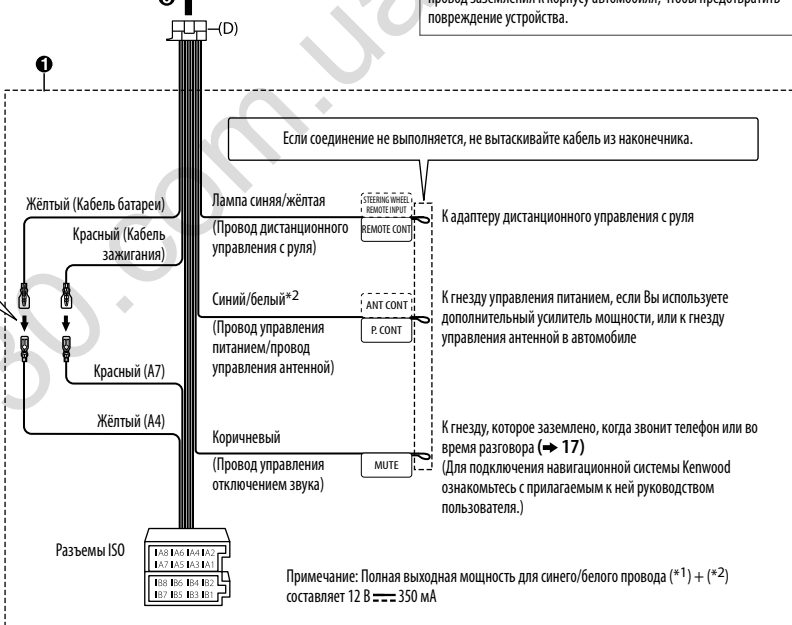 провод заземления к корпусу автомобиля, чтобы предотвратить
повреждение устройства.
(D)
1
Если соединение не выполняется, не вытаскивайте кабель из наконечника.
Жёлтый (Кабель батареи)
Красный (Кабель
зажигания)
Лампа синяя/жёлтая
(Провод дистанционного
управления с руля)
STEERING WHEEL
REMOTE INPUT
REMOTE CONT
К адаптеру дистанционного управления с руля
Синий/белый*2
(Провод управления
питанием/провод
управления антенной)
ANT CONT
P. CONT
К гнезду управления питанием, если Вы используете
дополнительный усилитель мощности, или к гнезду
управления антенной в автомобиле
Красный (A7)
Жёлтый (A4)
Коричневый
(Провод управления
отключением звука)
MUTE
К гнезду, которое заземлено, когда звонит телефон или во
время разговора (➜ 17)
(Для подключения навигационной системы Kenwood
ознакомьтесь с прилагаемым к ней руководством
пользователя.)
Разъемы ISO
A8 A6 A4 A2
A7 A5 A3 A1
B8 B6 B4 B2
B7 B5 B3 B1
Примечание: Полная выходная мощность для синего/белого провода (*1) + (*2)
составляет 12 В ⎓ 350 мА